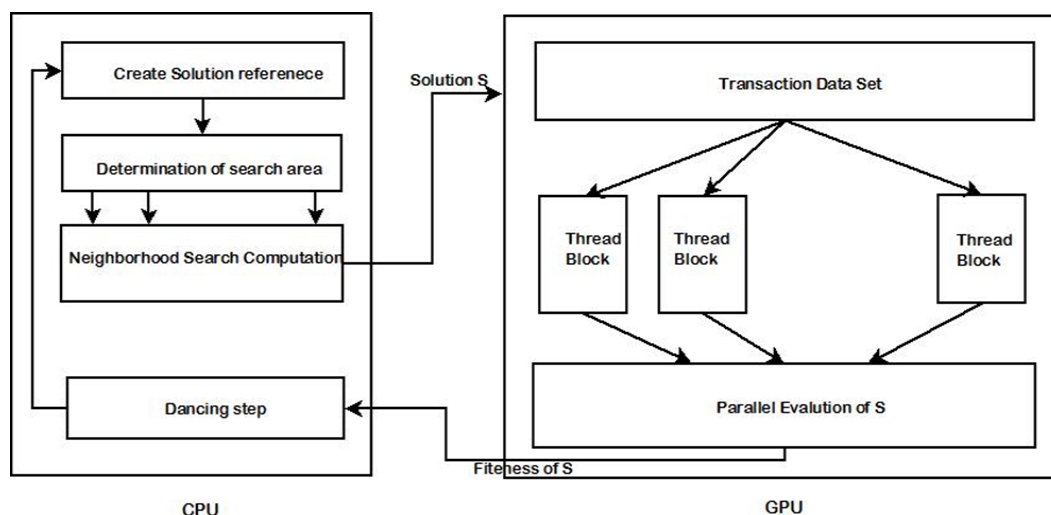 Create Solution referenece
Determination of search area
Neighborhood Search Computation
Dancing step
CPU
Solution S
Transaction Data Set
Thread
Block
Thread
Block
Thread
Block
Parallel Evalution of S
Fiteness of S
GPU